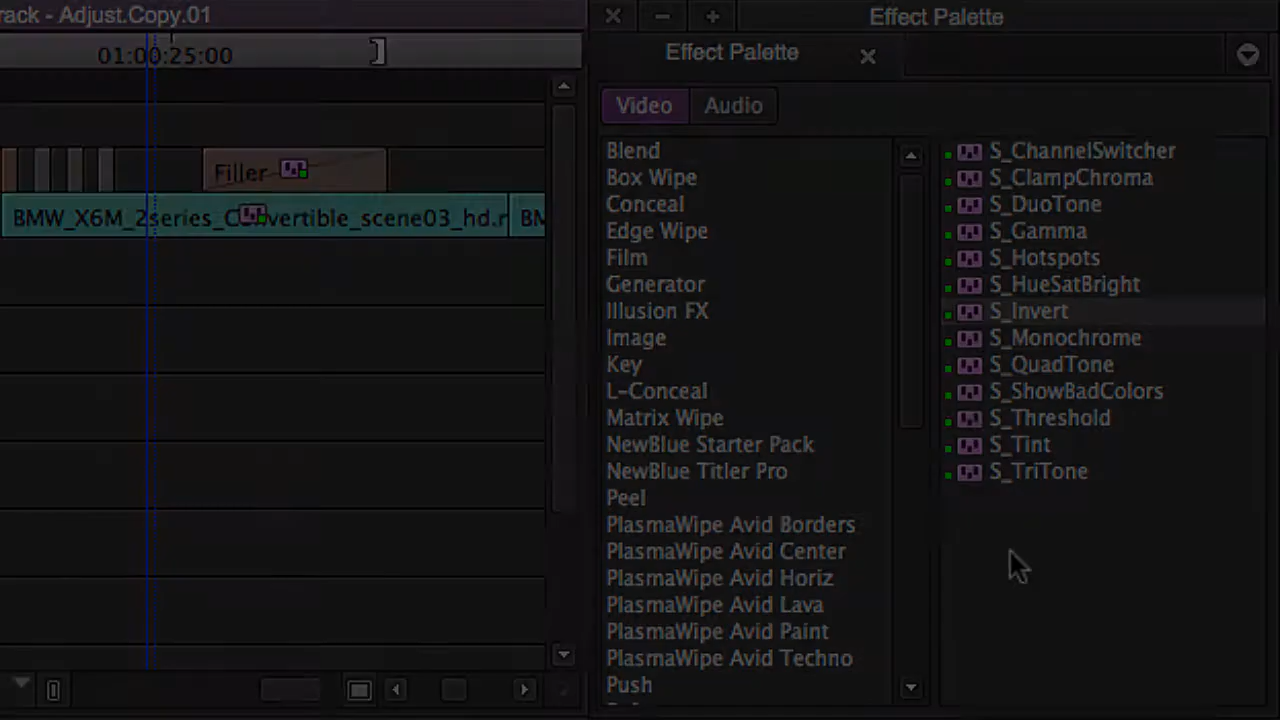 rack - Adjust.Copy.01
Effect Palette
01:00:25:00
Effect Palette
Video
Audio
Filler
BMW_X6M_2series_Convertible_scene03_hd.r
BM
Blend
Box Wipe
Conceal
Edge Wipe
Film
Generator
Illusion FX
Image
Key
L-Conceal
Matrix Wipe
NewBlue Starter Pack
NewBlue Titler Pro
Peel
PlasmaWipe Avid Borders
PlasmaWipe Avid Center
PlasmaWipe Avid Horiz
PlasmaWipe Avid Lava
PlasmaWipe Avid Paint
PlasmaWipe Avid Techno
Push
S_ChannelSwitcher
S_ClampChroma
S_DuoTone
S_Gamma
S_Hotspots
S_HueSatBright
S_Invert
S_Monochrome
S_QuadTone
S_ShowBadColors
S_Threshold
S_Tint
S_TriTone